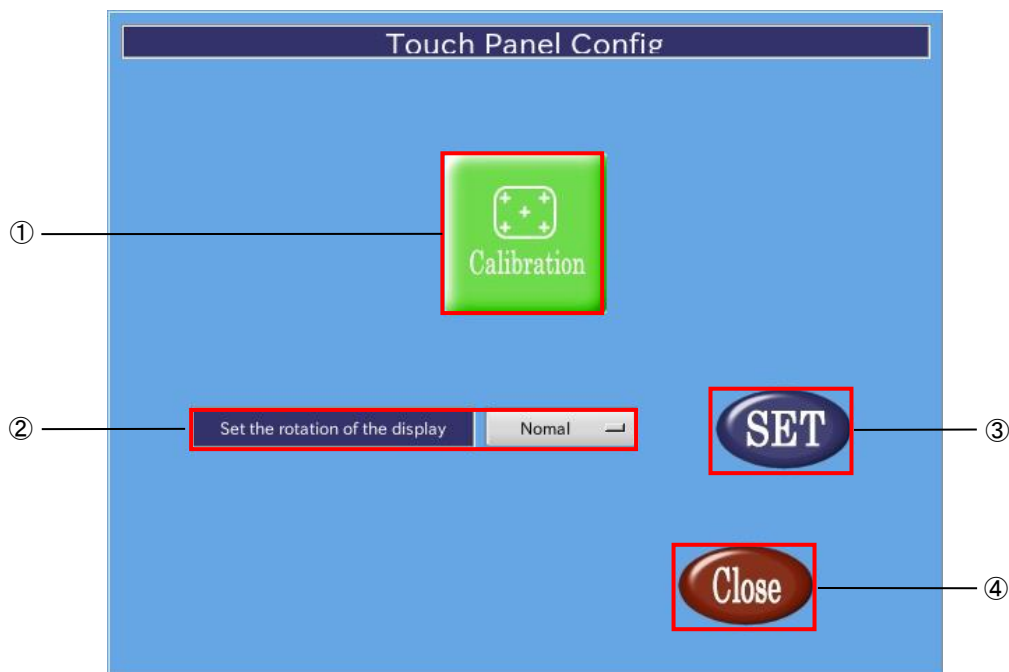 Touch Panel Config
①
Calibration
②
Set the rotation of the display
Nomal
SET
③
Close
④